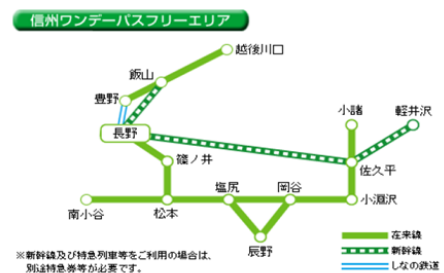 信州ワンデーパスフリーエリア
越後川口
飯山
豊野
長野
小諸
軽井沢
篠ノ井
佐久平
塩尻
岡谷
小淵沢
南小谷
松本
辰野
在来線
新幹線
しなの鉄道
※新幹線及び特急列車等をご利用の場合は、
別途特急券等が必要です。